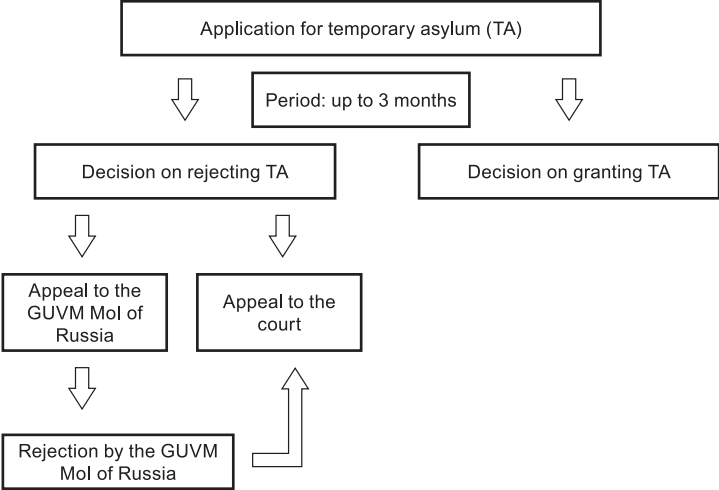 Application for temporary asylum (TA)
Period: up to 3 months
Decision on rejecting TA
Decision on granting TA
Appeal to the
GUVM MoI of
Russia
Appeal to the
court
Rejection by the GUVM
MoI of Russia